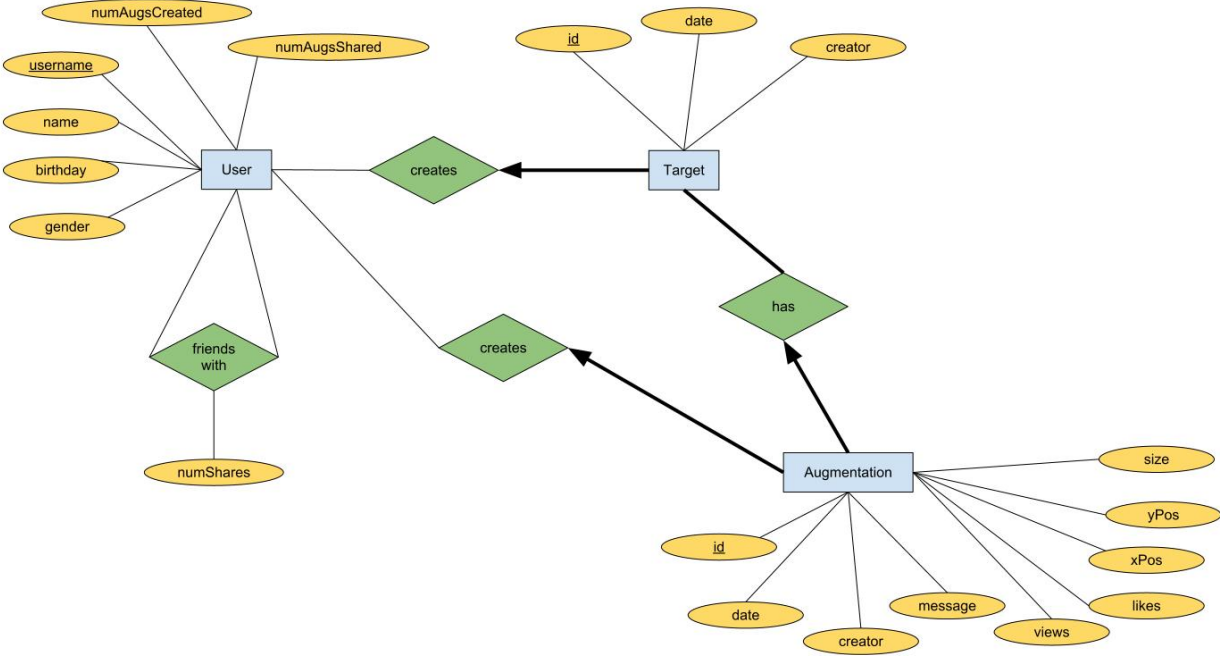 numAugsCreated
numAugsShared
username
name
birthday
gender
User
creates
id
date
creator
Target
has
friends
with
numShares
creates
Augmentation
size
yPos
xPos
likes
views
message
creator
date
id